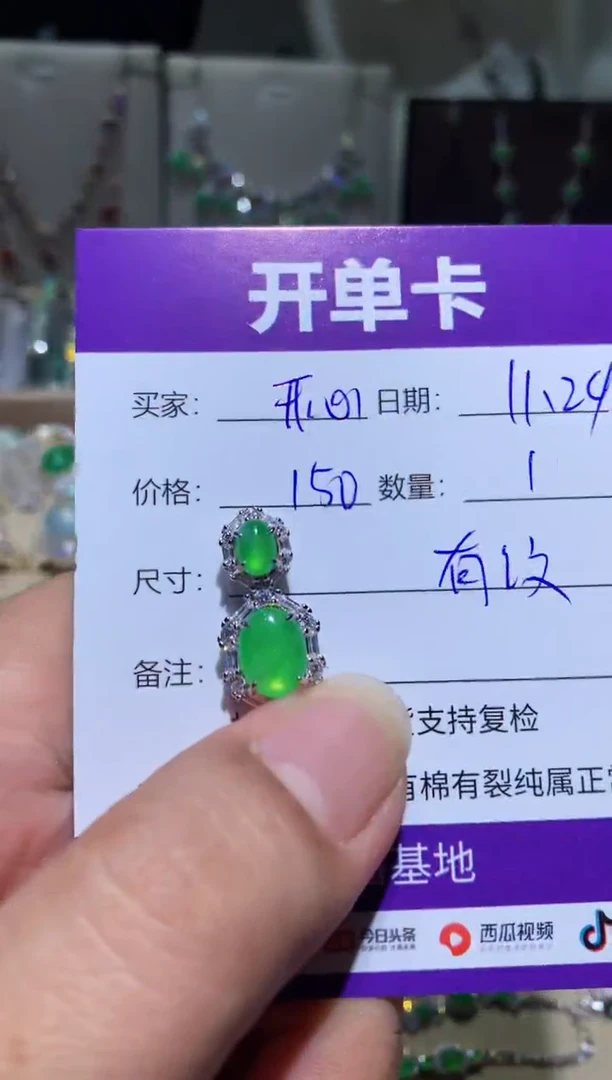 开单卡
买家： 日期： 11、24
价格： 150 数量： 1
尺寸： 有纹
备注：
支持复检
有棉有裂纯属正常
基地
今日头条 西瓜视频